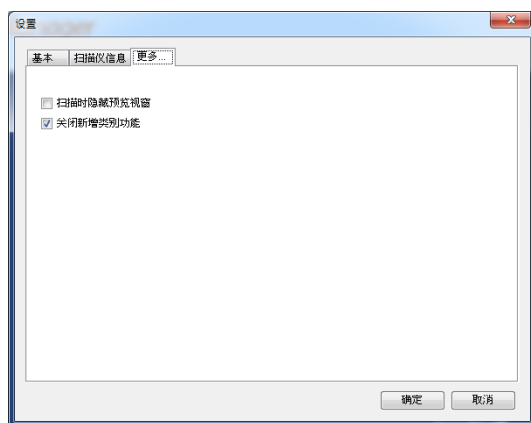 设置
基本 扫描仪信息 更多...
扫描时隐藏预览视窗
关闭新增类别功能
确定 取消